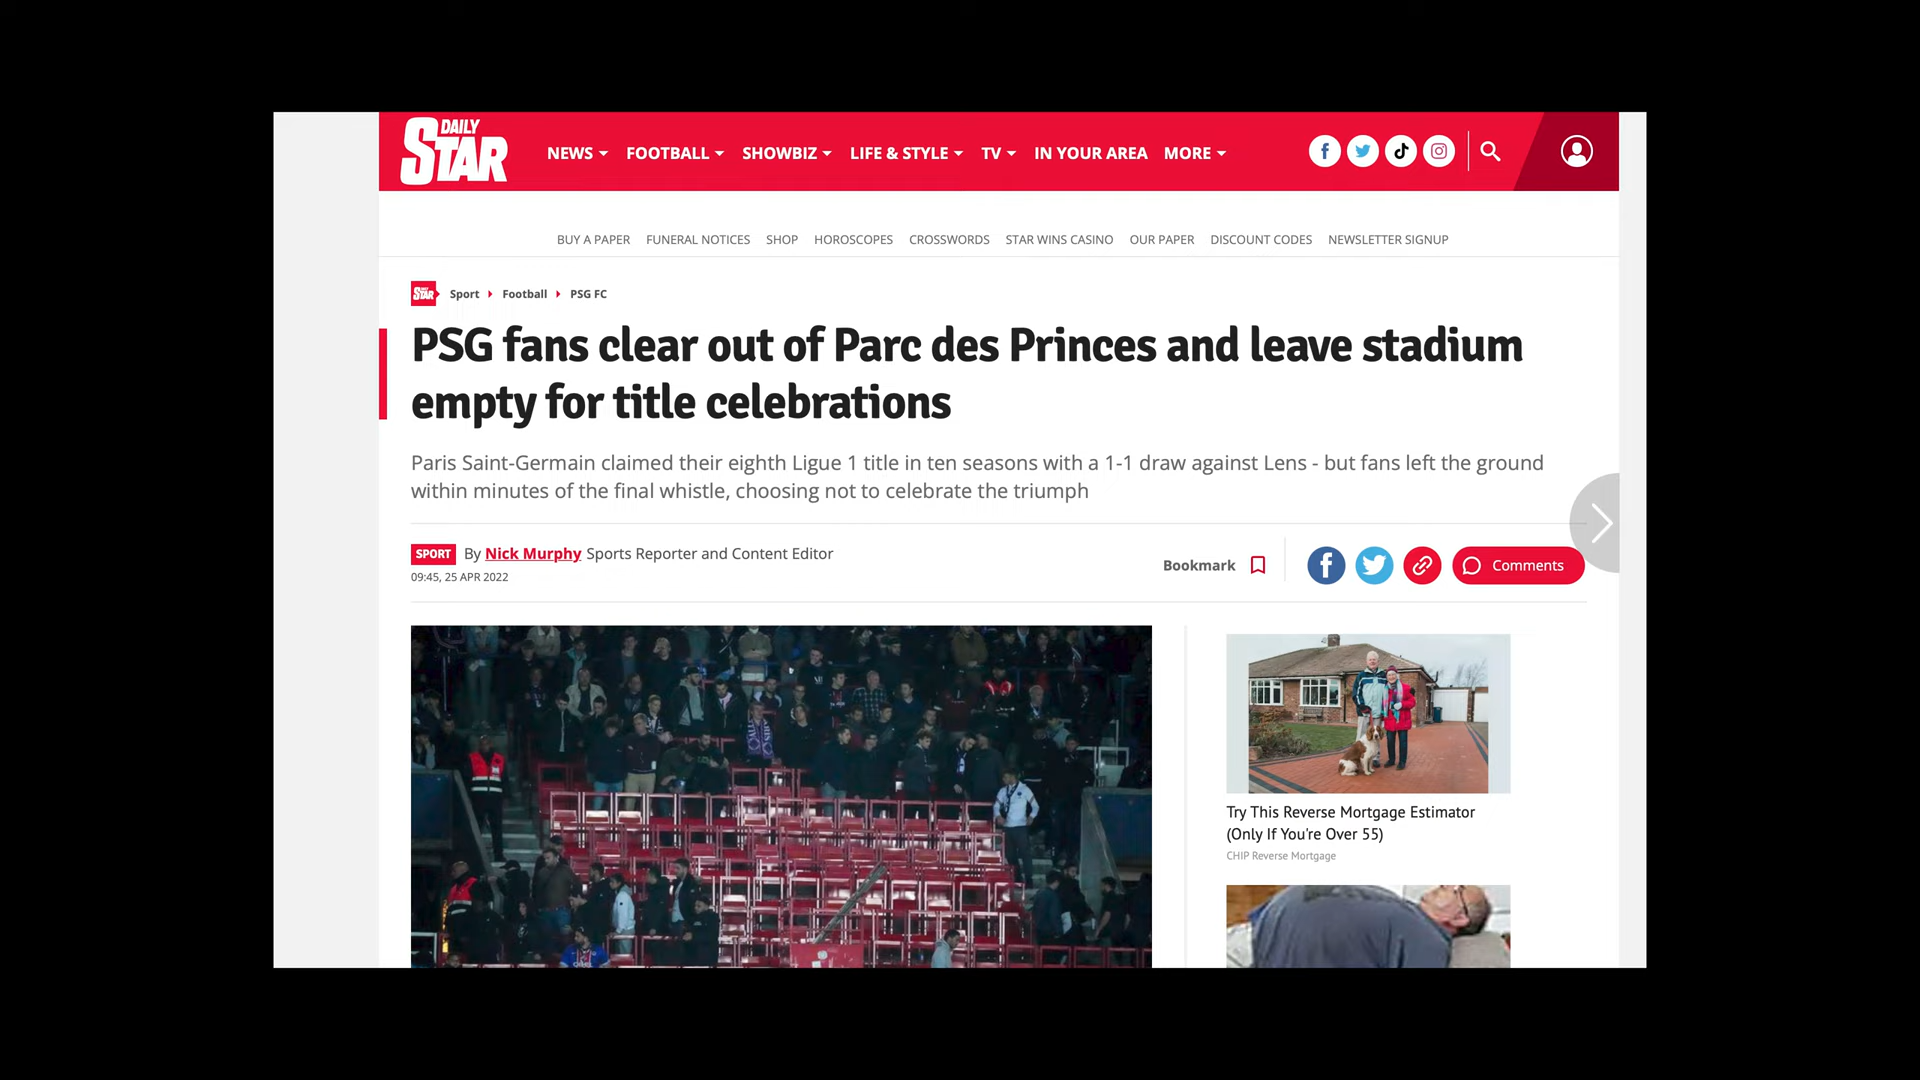 DAILY
STAR
NEWS FOOTBALL SHOWBIZ LIFE & STYLE TV IN YOUR AREA MORE
BUY A PAPER FUNERAL NOTICES SHOP HOROSCOPES CROSSWORDS STAR WINS CASINO OUR PAPER DISCOUNT CODES NEWSLETTER SIGNUP
STAR Sport Football PSG FC
PSG fans clear out of Parc des Princes and leave stadium
empty for title celebrations
Paris Saint-Germain claimed their eighth Ligue 1 title in ten seasons with a 1-1 draw against Lens - but fans left the ground
within minutes of the final whistle, choosing not to celebrate the triumph
SPORT By Nick Murphy Sports Reporter and Content Editor
09:45, 25 APR 2022
Bookmark
Comments
Try This Reverse Mortgage Estimator
(Only If You're Over 55)
CHIP Reverse Mortgage